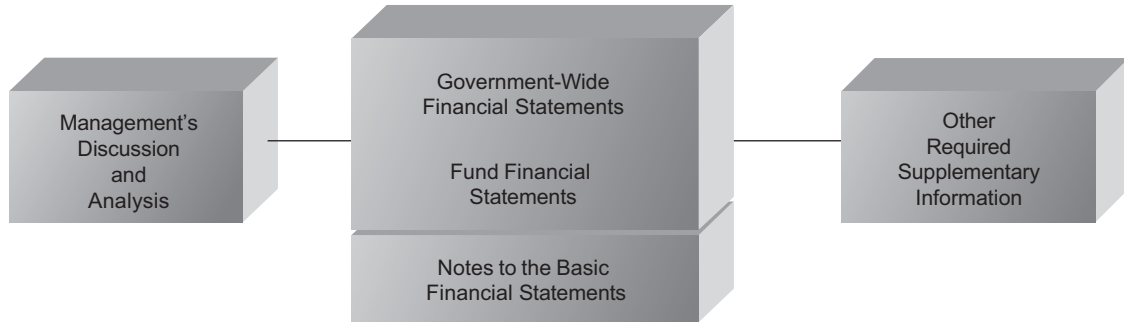 Management’s
Discussion
and
Analysis
Government-Wide
Financial Statements
Fund Financial
Statements
Notes to the Basic
Financial Statements
Other
Required
Supplementary
Information